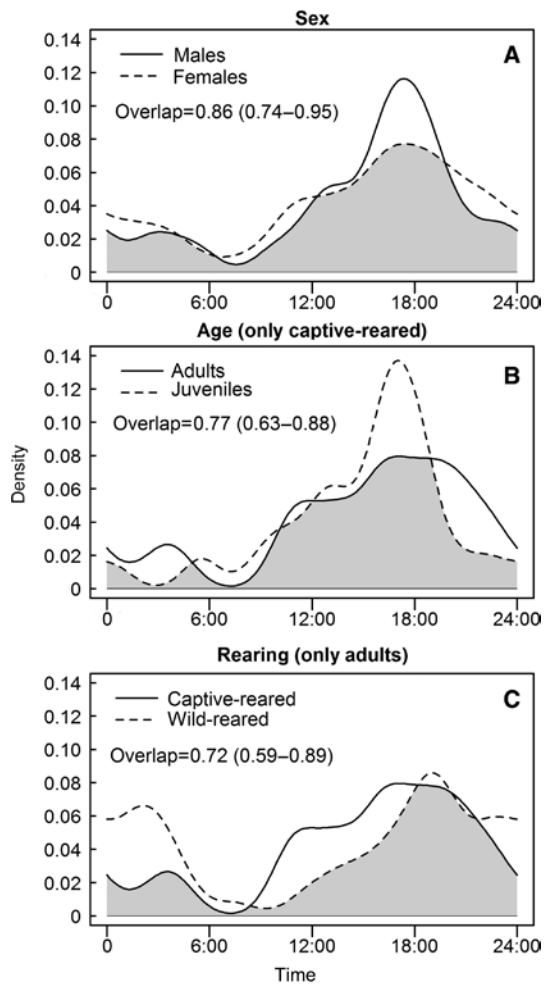 Sex
0.14
0.12
0.10
0.08
0.06
0.04
0.02
0
Males
Females
A
Overlap=0.86 (0.74–0.95)
0 6:00 12:00 18:00 24:00
Age (only captive-reared)
0.14
0.12
0.10
0.08
0.06
0.04
0.02
0
Adults
Juveniles
B
Overlap=0.77 (0.63–0.88)
Density
0 6:00 12:00 18:00 24:00
Rearing (only adults)
0.14
0.12
0.10
0.08
0.06
0.04
0.02
0
Captive-reared
Wild-reared
C
Overlap=0.72 (0.59–0.89)
0 6:00 12:00 18:00 24:00
Time